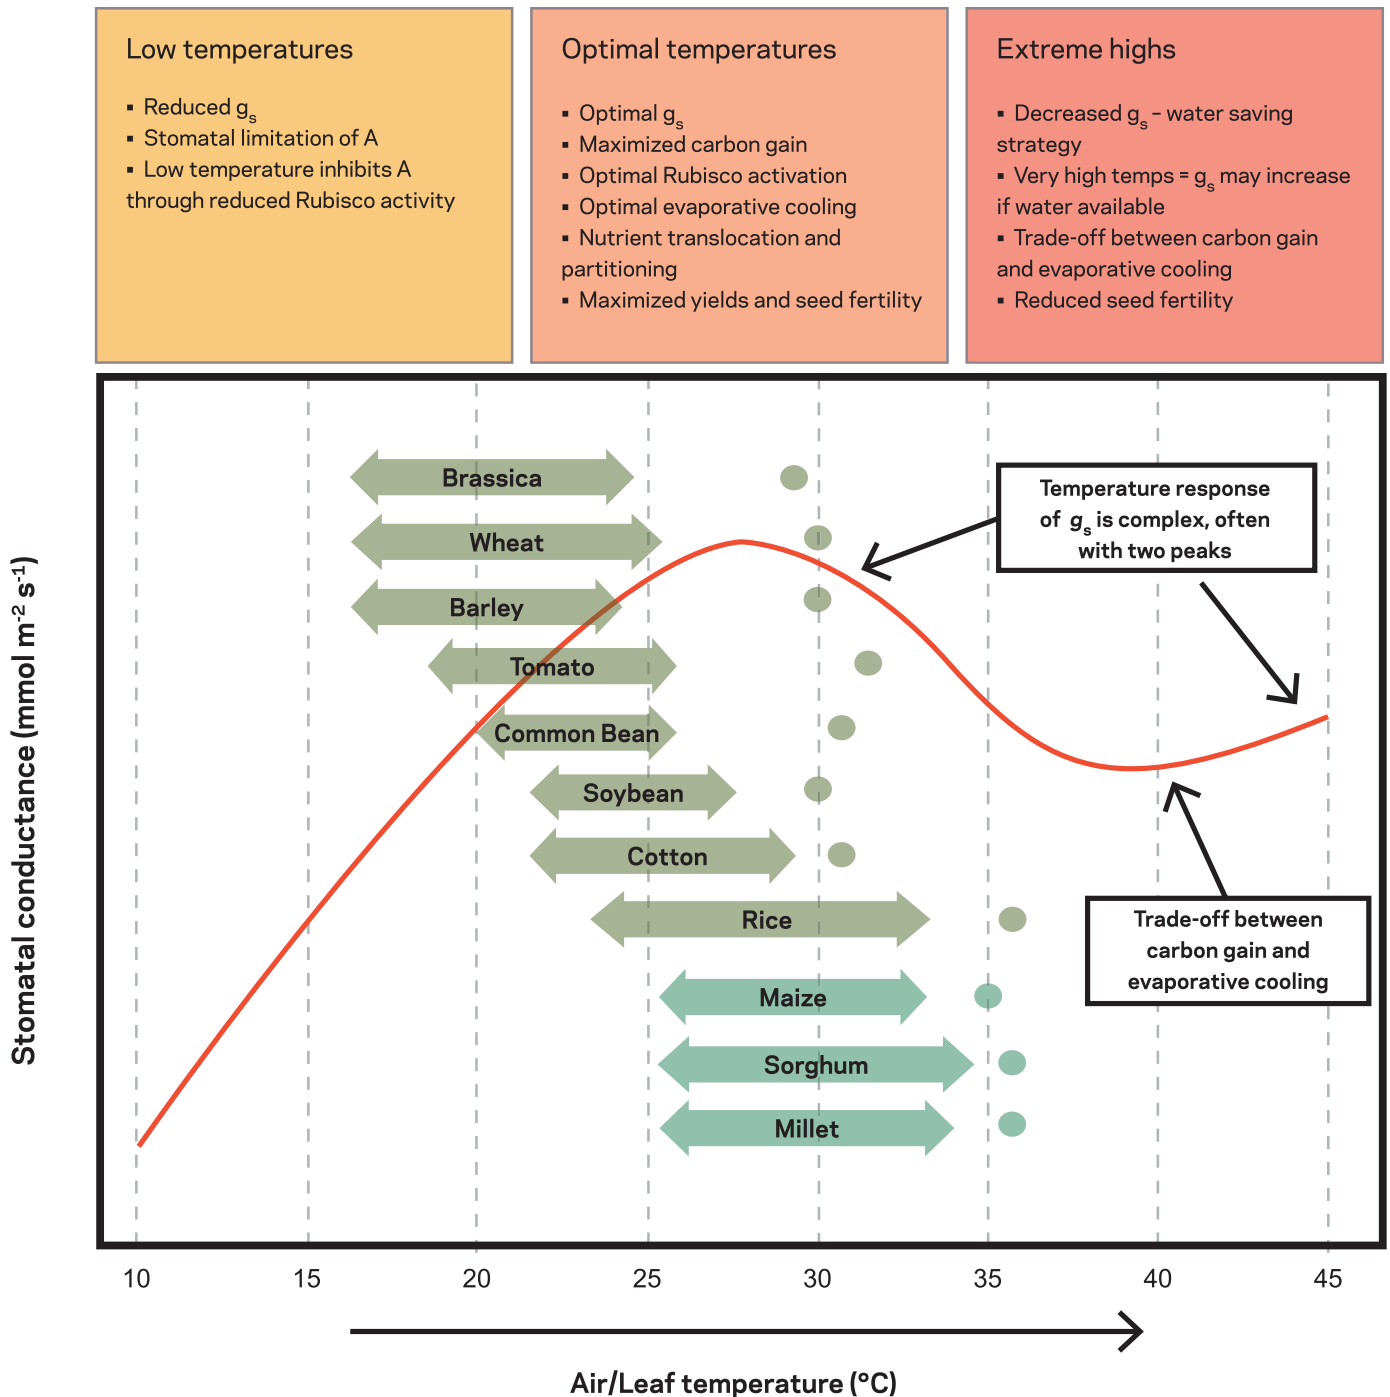 Low temperatures
▪ Reduced gs
▪ Stomatal limitation of A
▪ Low temperature inhibits A
through reduced Rubisco activity
Optimal temperatures
▪ Optimal gs
▪ Maximized carbon gain
▪ Optimal Rubisco activation
▪ Optimal evaporative cooling
▪ Nutrient translocation and
partitioning
▪ Maximized yields and seed fertility
Extreme highs
▪ Decreased gs – water saving
strategy
▪ Very high temps = gs may increase
if water available
▪ Trade-off between carbon gain
and evaporative cooling
▪ Reduced seed fertility
Stomatal conductance (mmol m-2 s-1)
Brassica
Wheat
Barley
Tomato
Common Bean
Soybean
Cotton
Rice
Maize
Sorghum
Millet
Temperature response
of gs is complex, often
with two peaks
Trade-off between
carbon gain and
evaporative cooling
10 15 20 25 30 35 40 45
Air/Leaf temperature (°C)